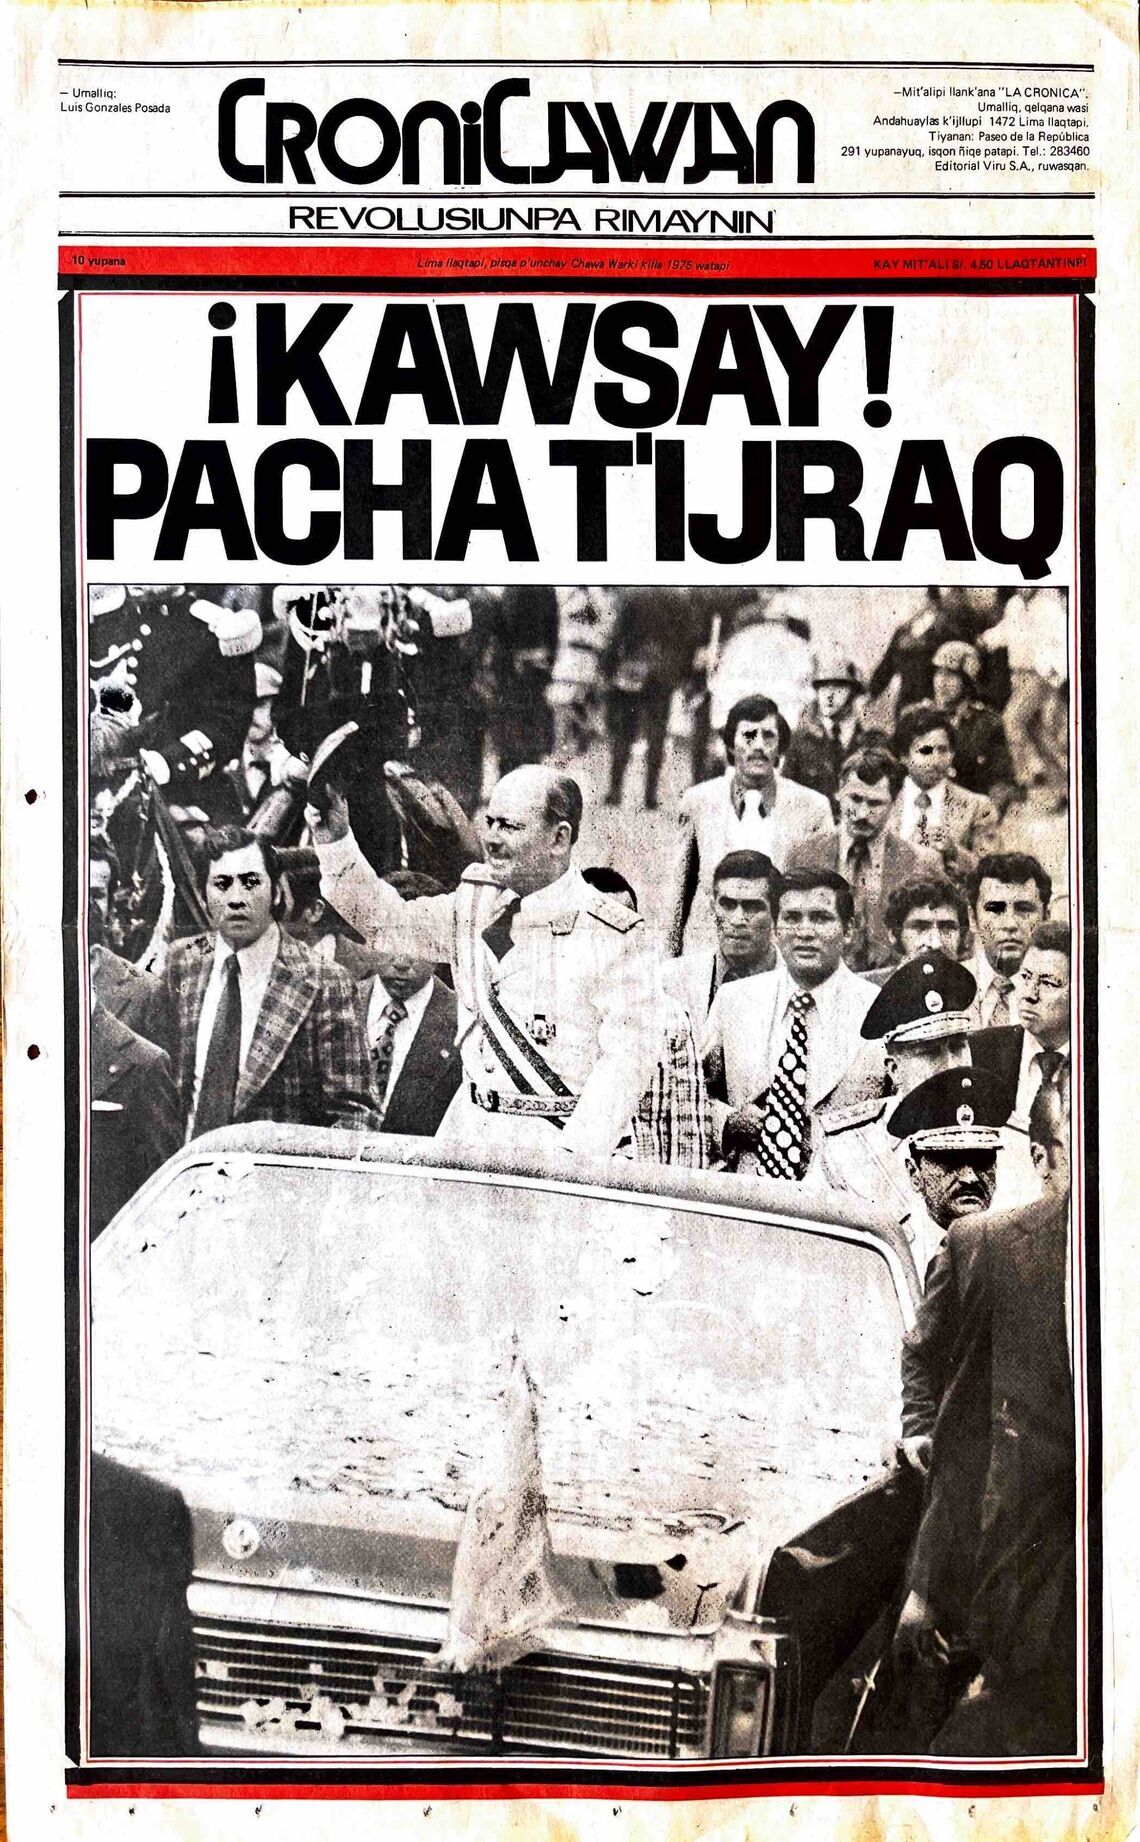 — Umalliq:
Luis Gonzales Posada
CRONICAWAN
—Mit'alipi llank'ana "LA CRONICA".
Umalliq, qelqana wasi
Andahuaylas k'ijllupi 1472 Lima llaqtapi.
Tiyanan: Paseo de la República
291 yupanayuq, isqon ñiqe patapi. Tel.: 283460
Editorial Viru S.A., ruwasqan.
REVOLUSIUNPA RIMAYNIN
10 yupana
Lima llaqtapi, pisqa p'unchay Chawa Warki killa 1975 watapi
KAY MIT'ALI S/. 4.50 LLAQTANTINPI
¡KAWSAY!
PACHA T'IJRAQ